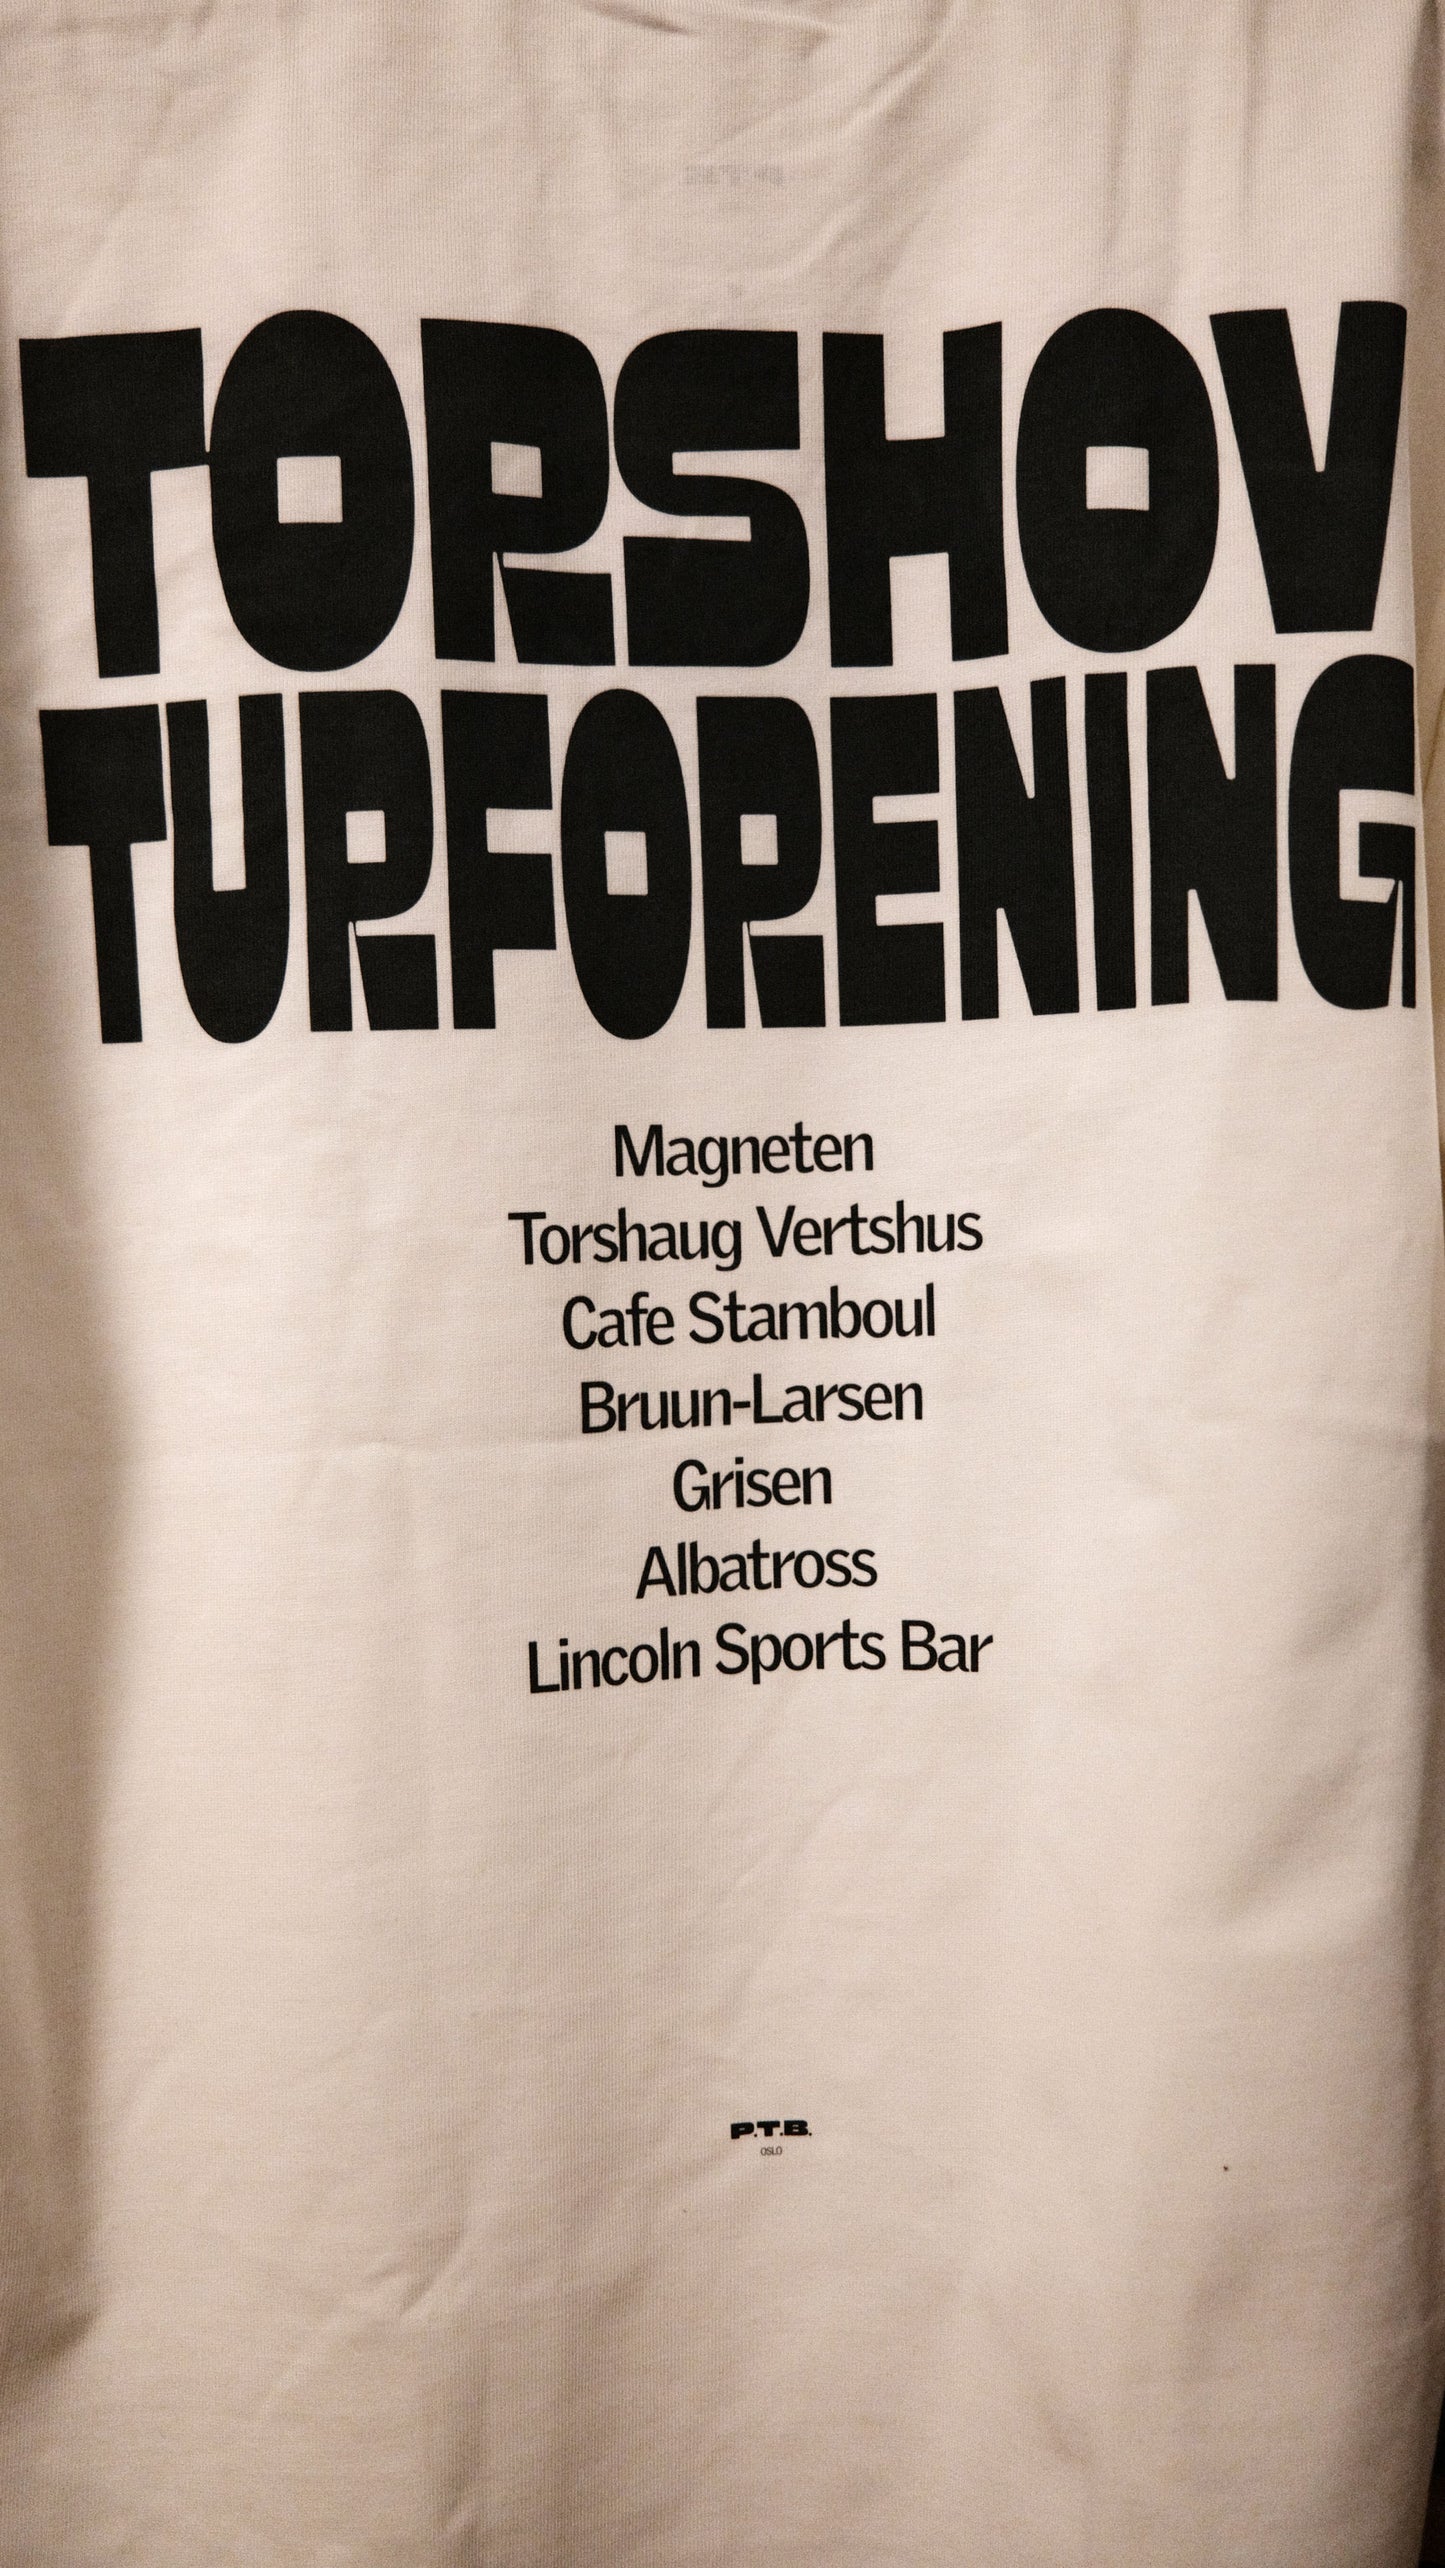 TORSHOV
TURFORENING
Magneten
Torshaug Vertshus
Cafe Stamboul
Bruun-Larsen
Grisen
Albatross
Lincoln Sports Bar
P.T.B.
OSLO